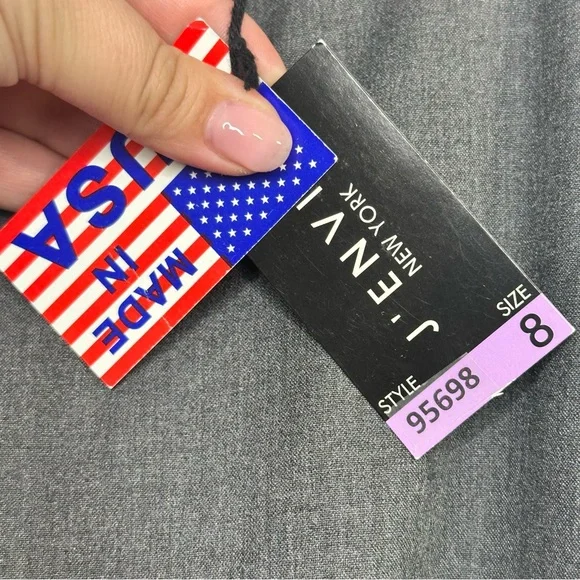 MADE
IN
USA
J'ENVI
NEW YORK
STYLE
SIZE
95698
8